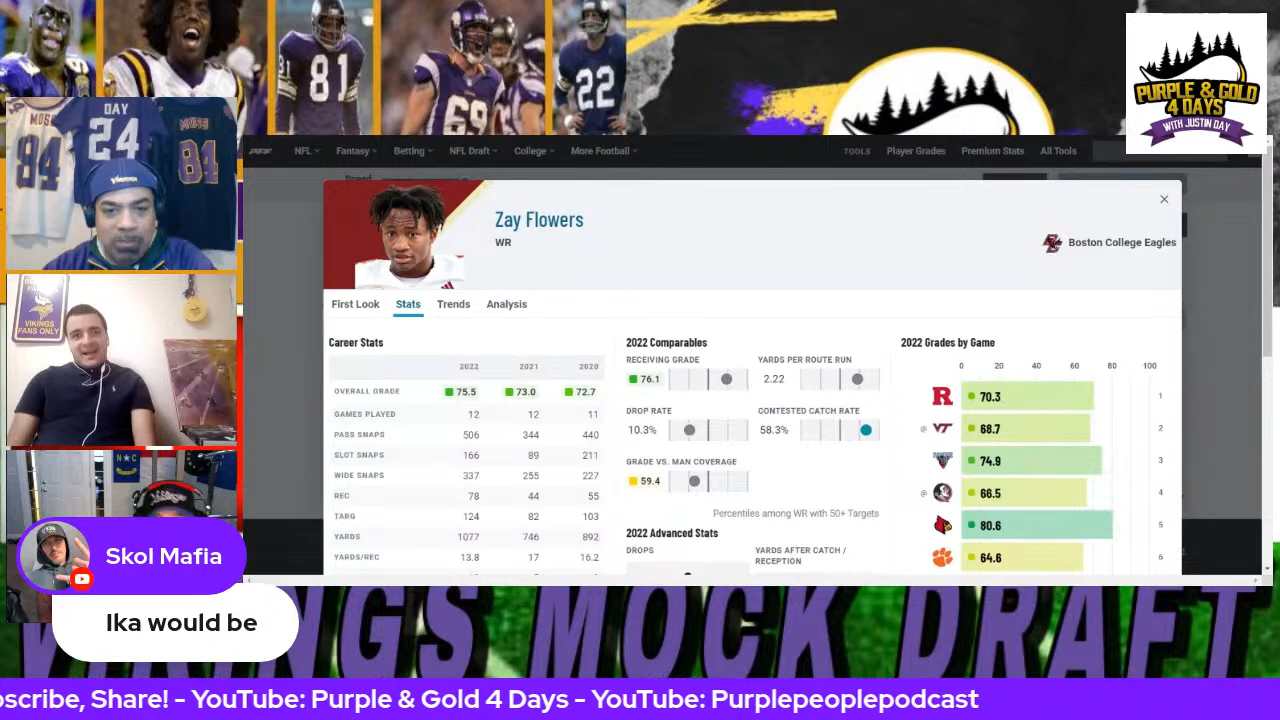 81
69
22
PURPLE & GOLD
4 DAYS
WITH JUSTIN DAY
MOSS
84
DAY
24
MOSS
84
VIKINGS
FANS ONLY
PFF
NFL
Fantasy
Betting
NFL Draft
College
More Football
TOOLS
Player Grades
Premium Stats
All Tools
Speed
Zay Flowers
WR
Boston College Eagles
First Look
Stats
Trends
Analysis
Career Stats
2022 2021 2020
OVERALL GRADE 75.5 73.0 72.7
GAMES PLAYED 12 12 11
PASS SNAPS 506 344 440
SLOT SNAPS 166 89 211
WIDE SNAPS 337 255 227
REC 78 44 55
TARG 124 82 103
YARDS 1077 746 892
YARDS/REC 13.8 17 16.2
2022 Comparables
RECEIVING GRADE
76.1
YARDS PER ROUTE RUN
2.22
DROP RATE
10.3%
CONTESTED CATCH RATE
58.3%
GRADE VS. MAN COVERAGE
59.4
Percentiles among WR with 50+ Targets
2022 Advanced Stats
DROPS
YARDS AFTER CATCH /
RECEPTION
2022 Grades by Game
0 20 40 60 80 100
R 70.3 1
@ VT 68.7 2
74.9 3
@ 66.5 4
80.6 5
64.6 6
Skol Mafia
Ika would be
VIKINGS MOCK DRAFT
bscribe, Share! - YouTube: Purple & Gold 4 Days - YouTube: Purplepeoplepodcast